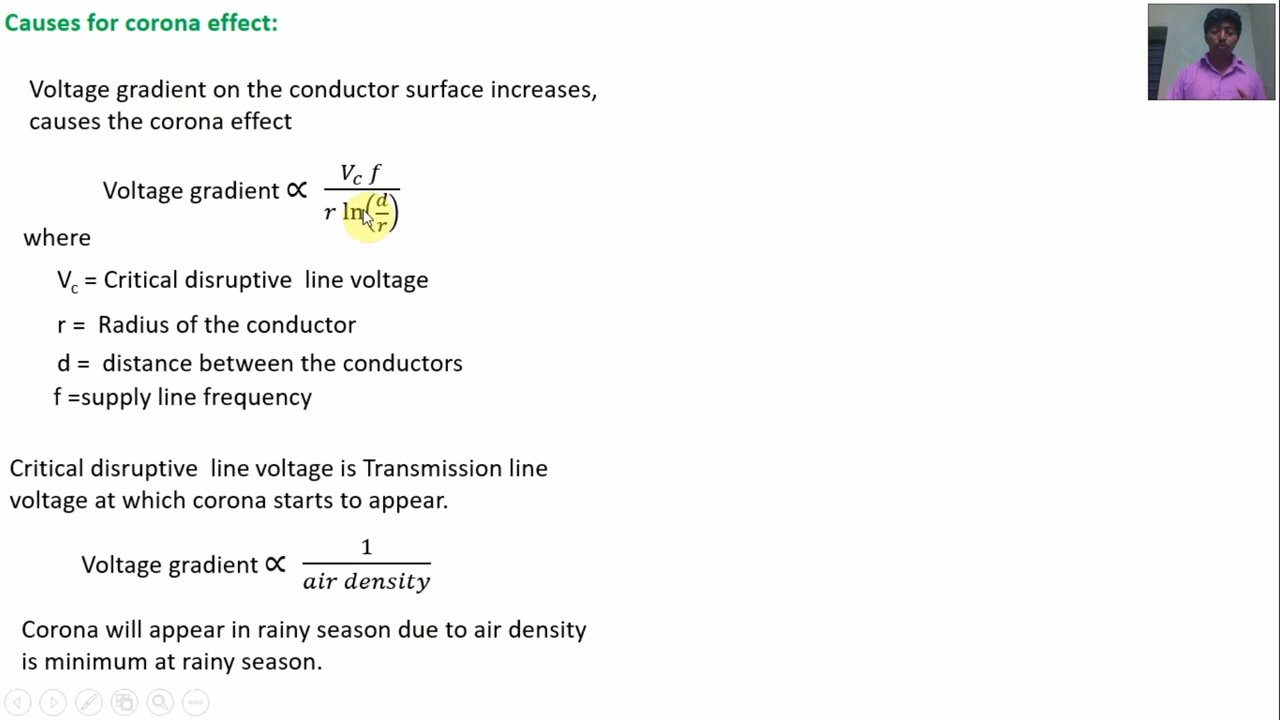 Causes for corona effect:
Voltage gradient on the conductor surface increases,
causes the corona effect
Voltage gradient ∝ V_c f / r ln(d/r)
where
V_c = Critical disruptive line voltage
r = Radius of the conductor
d = distance between the conductors
f =supply line frequency
Critical disruptive line voltage is Transmission line
voltage at which corona starts to appear.
Voltage gradient ∝ 1 / air density
Corona will appear in rainy season due to air density
is minimum at rainy season.